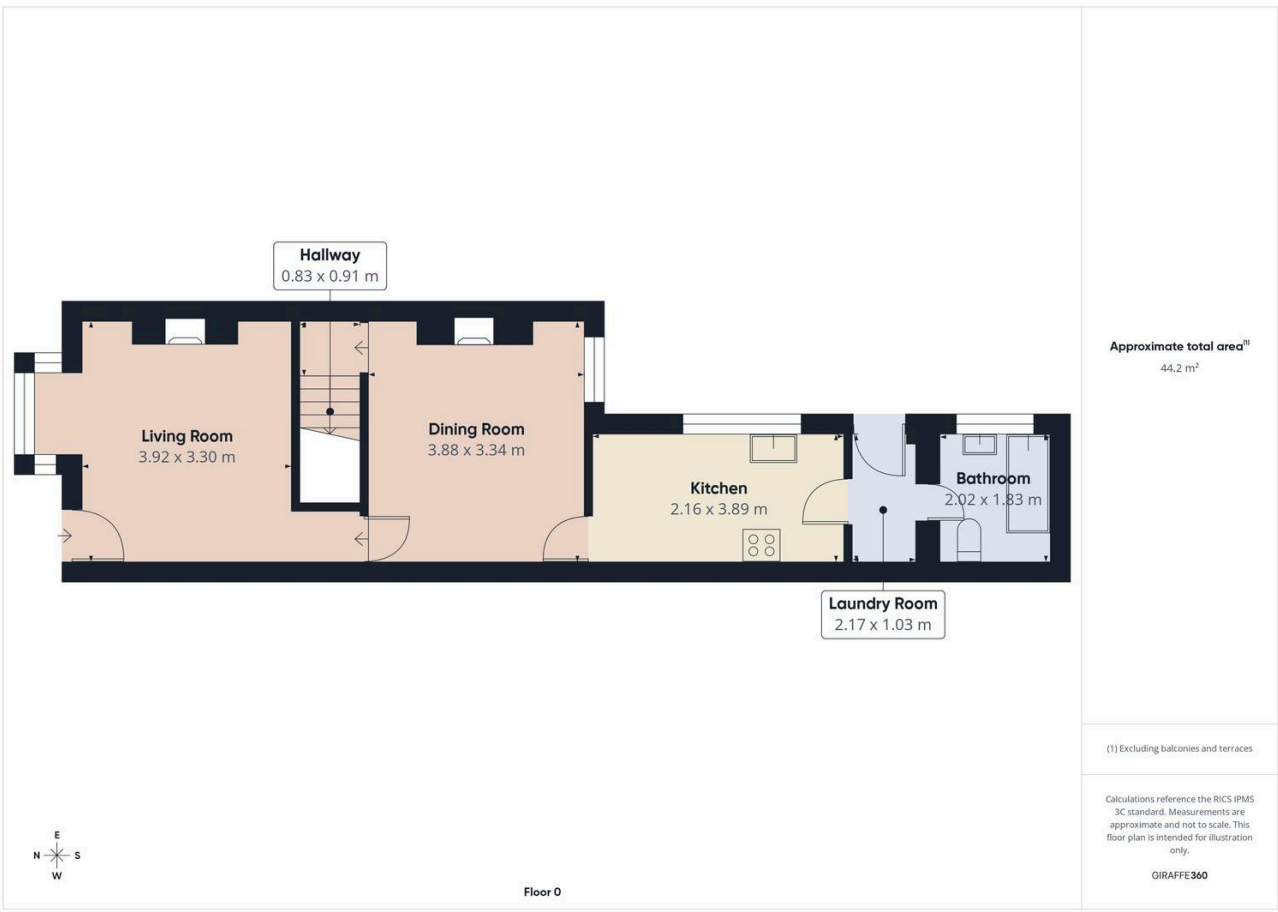 Hallway
0.83 x 0.91 m
Living Room
3.92 x 3.30 m
Dining Room
3.88 x 3.34 m
Kitchen
2.16 x 3.89 m
Bathroom
2.02 x 1.83 m
Laundry Room
2.17 x 1.03 m
E
N S
W
Floor 0
Approximate total area(1)
44.2 m²
(1) Excluding balconies and terraces
Calculations reference the RICS IPMS
3C standard. Measurements are
approximate and not to scale. This
floor plan is intended for illustration
only.
GIRAFFE360